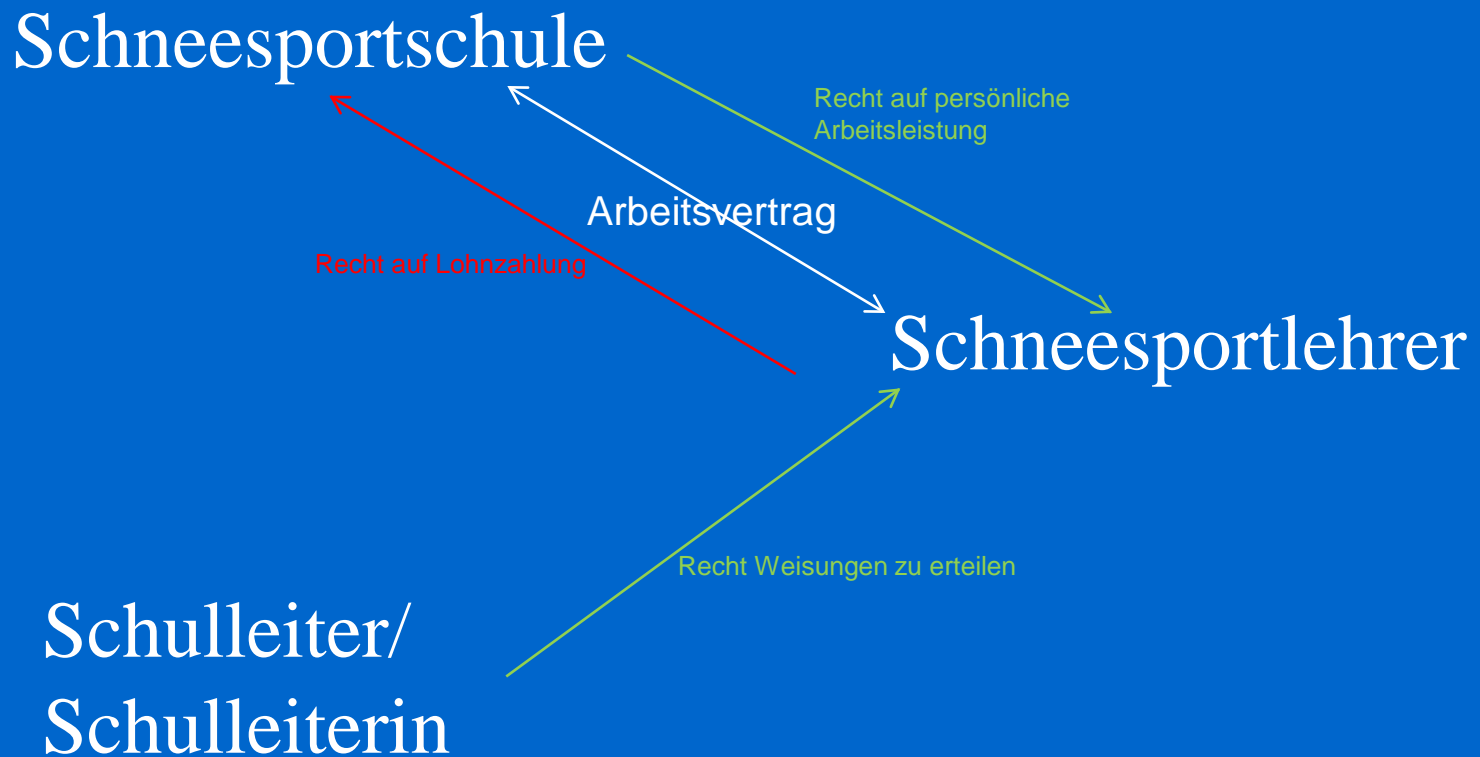 Schneesportschule
Recht auf persönliche
Arbeitsleistung
Arbeitsvertrag
Recht auf Lohnzahlung
Schneesportlehrer
Recht Weisungen zu erteilen
Schulleiter/
Schulleiterin